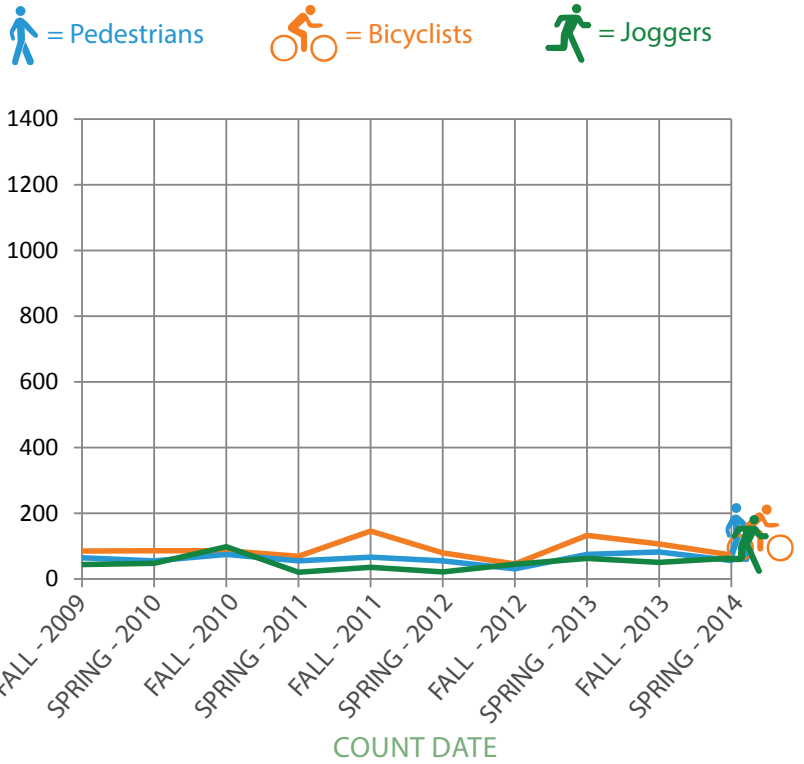 = Pedestrians = Bicyclists = Joggers
1400
1200
1000
800
600
400
200
0
FALL - 2009
SPRING - 2010
FALL - 2010
SPRING - 2011
FALL - 2011
SPRING - 2012
FALL - 2012
SPRING - 2013
FALL - 2013
SPRING - 2014
COUNT DATE